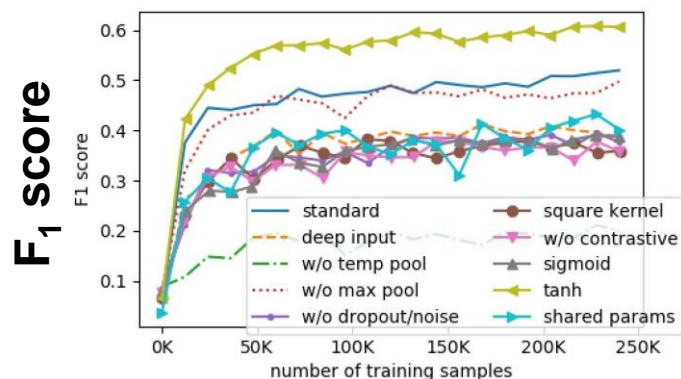 F1 score
F1 score
0.6
0.5
0.4
0.3
0.2
0.1
standard
deep input
w/o temp pool
w/o max pool
w/o dropout/noise
square kernel
w/o contrastive
sigmoid
tanh
shared params
0K 50K 100K 150K 200K 250K
number of training samples